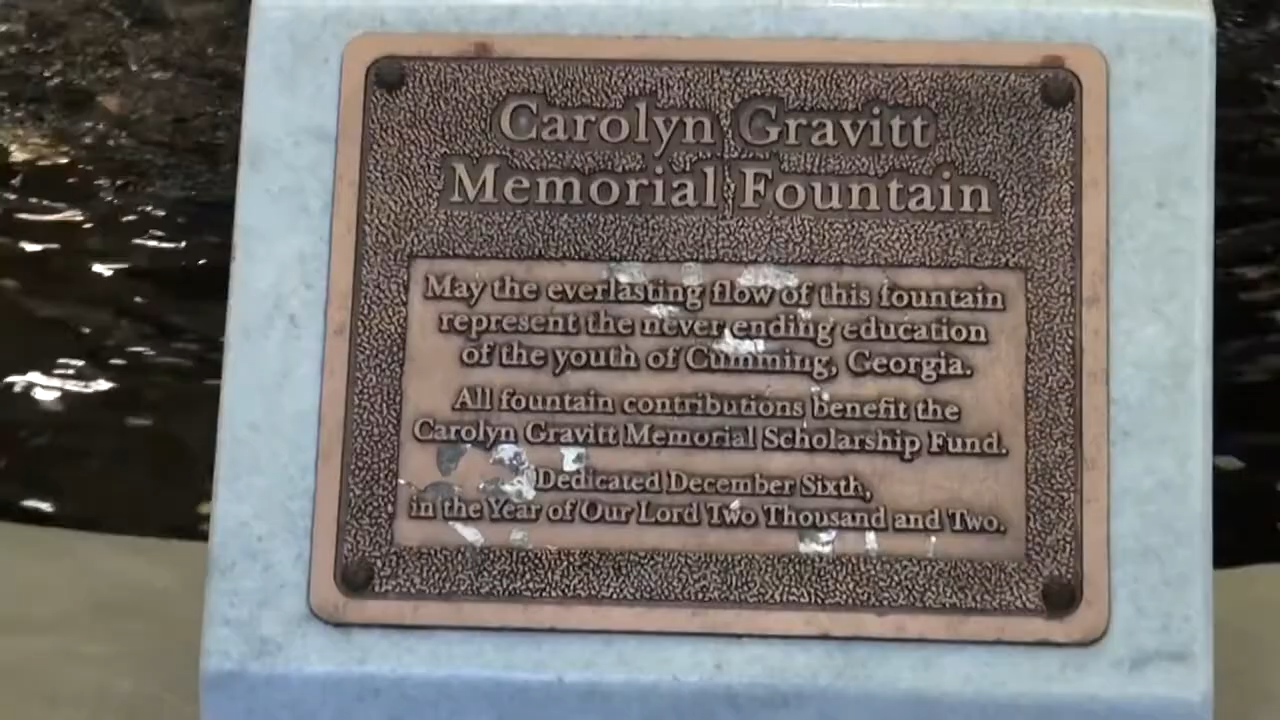 Carolyn Gravitt
Memorial Fountain
May the everlasting flow of this fountain
represent the never ending education
of the youth of Cumming, Georgia.
All fountain contributions benefit the
Carolyn Gravitt Memorial Scholarship Fund.
Dedicated December Sixth,
in the Year of Our Lord Two Thousand and Two.